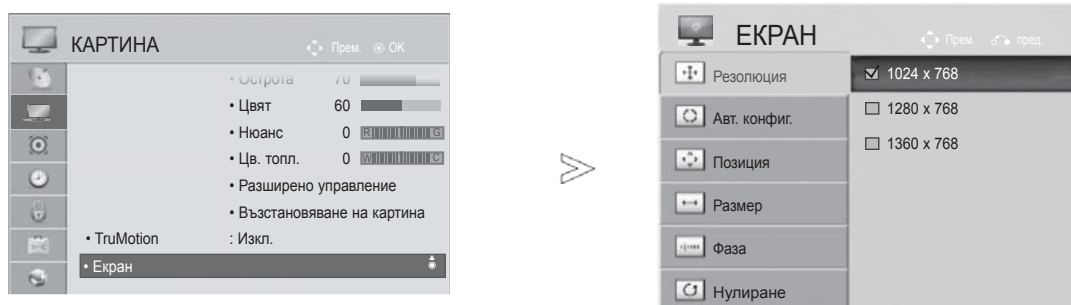 КАРТИНА
Прем. OK
• Острота 70
• Цвят 60
• Нюанс 0 R G
• Цв. топл. 0 W C
• Разширено управление
• Възстановяване на картина
• TruMotion : Изкл.
• Екран
ЕКРАН
Прем. пред.
Резолюция
Авт. конфиг.
Позиция
Размер
Фаза
Нулиране
1024 x 768
1280 x 768
1360 x 768